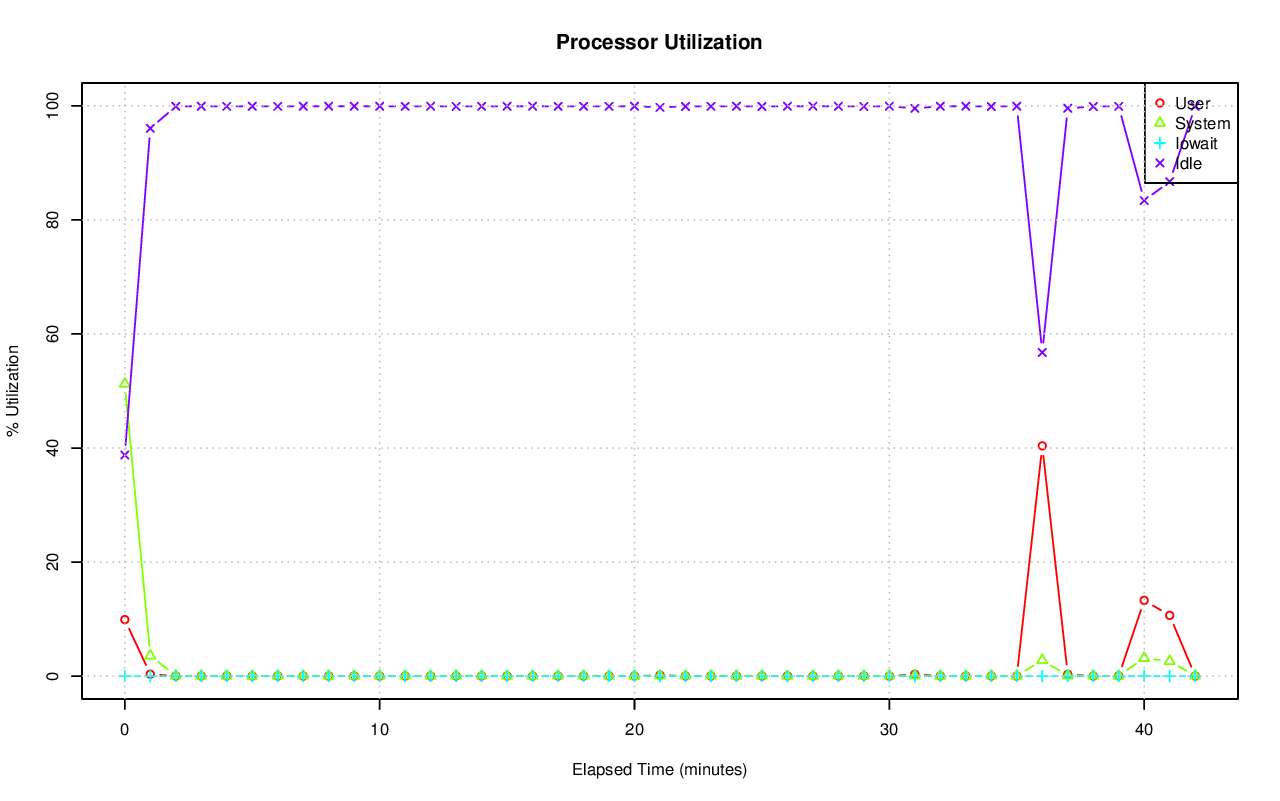 Processor Utilization
% Utilization
100
80
60
40
20
0
User
System
Iowait
Idle
0 10 20 30 40
Elapsed Time (minutes)